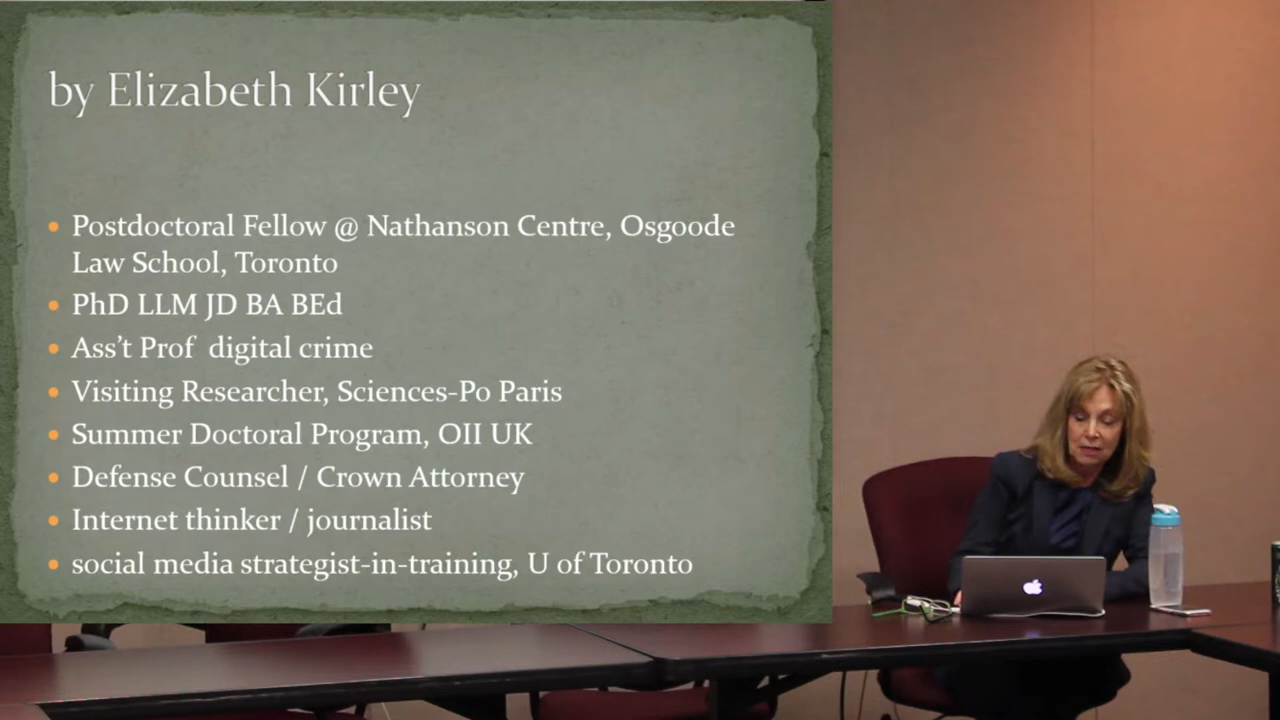 by Elizabeth Kirley
Postdoctoral Fellow @ Nathanson Centre, Osgoode
Law School, Toronto
PhD LLM JD BA BEd
Ass't Prof digital crime
Visiting Researcher, Sciences-Po Paris
Summer Doctoral Program, OII UK
Defense Counsel / Crown Attorney
Internet thinker / journalist
social media strategist-in-training, U of Toronto